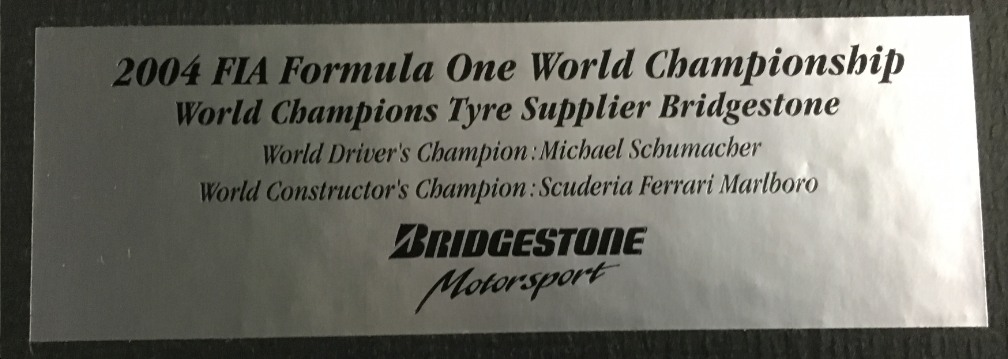 2004 FIA Formula One World Championship
World Champions Tyre Supplier Bridgestone
World Driver's Champion:Michael Schumacher
World Constructor's Champion:Scuderia Ferrari Marlboro
BRIDGESTONE
Motorsport